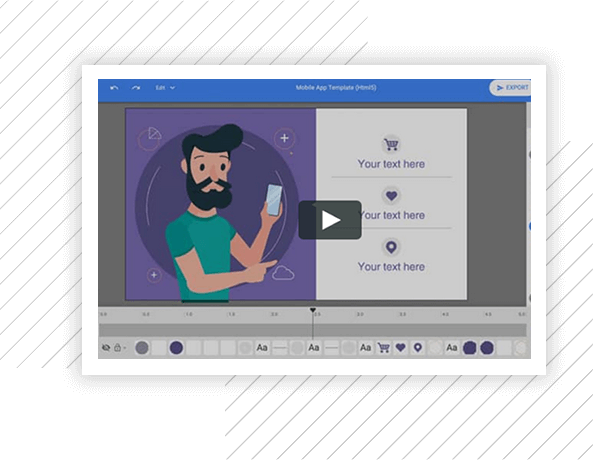 Edit
Mobile App Template (Html5)
EXPORT
Your text here
Your text here
Your text here
Aa Aa Aa Aa